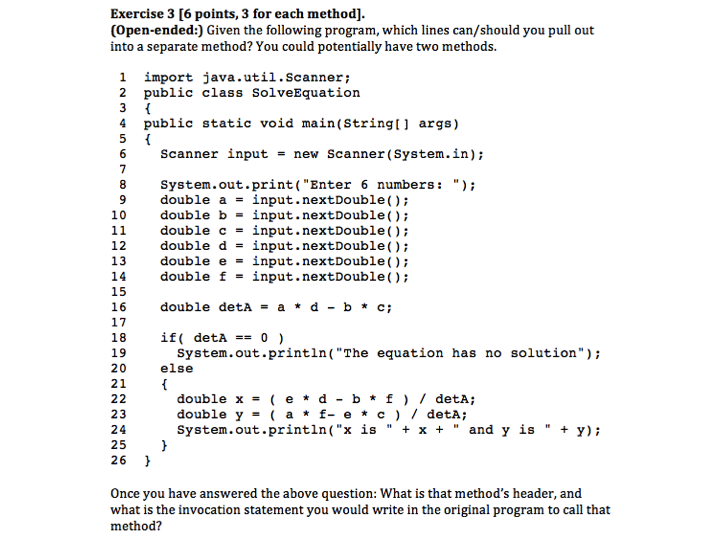 Exercise 3 [6 points, 3 for each method].
(Open-ended:) Given the following program, which lines can/should you pull out
into a separate method? You could potentially have two methods.
1 import java.util.Scanner;
2 public class SolveEquation
3 {
4 public static void main(String[] args)
5 {
6 Scanner input = new Scanner(System.in);
7
8 System.out.print("Enter 6 numbers: ");
9 double a = input.nextDouble();
10 double b = input.nextDouble();
11 double c = input.nextDouble();
12 double d = input.nextDouble();
13 double e = input.nextDouble();
14 double f = input.nextDouble();
15
16 double detA = a * d - b * c;
17
18 if( detA == 0 )
19 System.out.println("The equation has no solution");
20 else
21 {
22 double x = ( e * d - b * f ) / detA;
23 double y = ( a * f- e * c ) / detA;
24 System.out.println("x is " + x + " and y is " + y);
25 }
26 }
Once you have answered the above question: What is that method's header, and
what is the invocation statement you would write in the original program to call that
method?